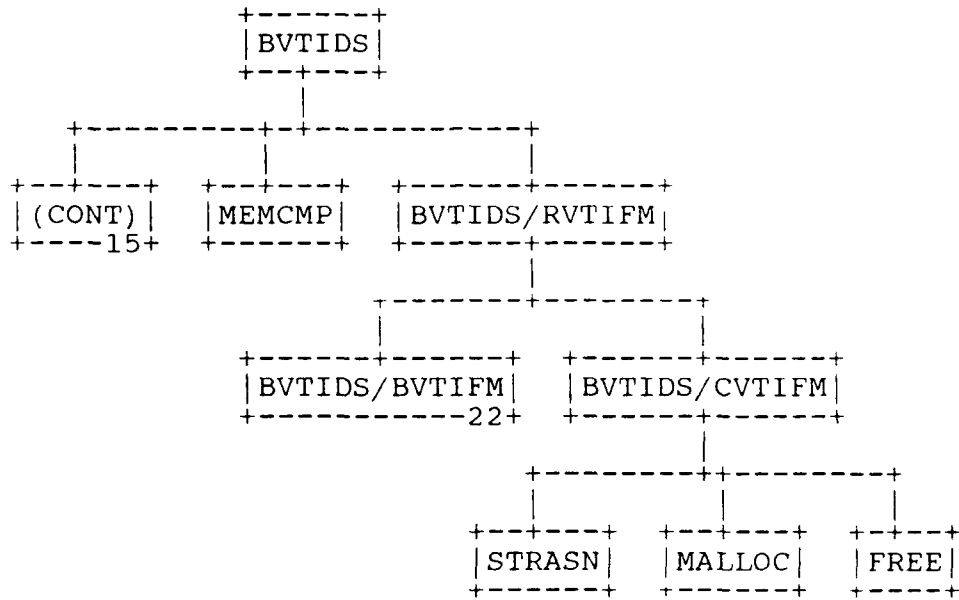 BVTIDS
(CONT) MEMCMP BVTIDS/RVTIFM
15
BVTIDS/BVTIFM BVTIDS/CVTIFM
22
STRASN MALLOC FREE